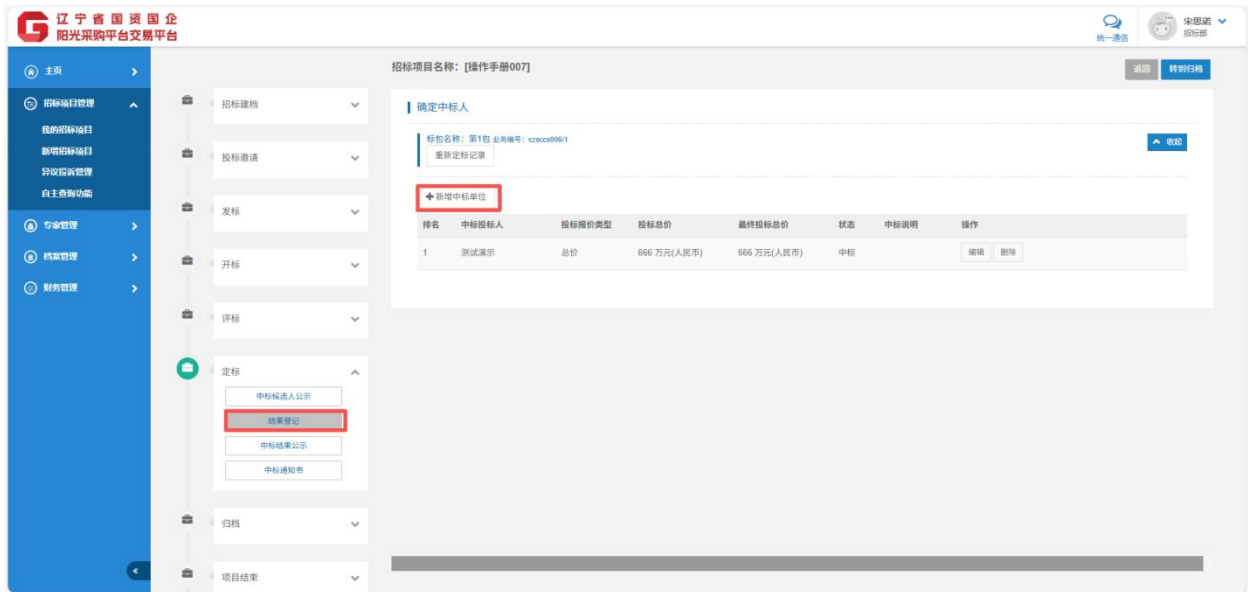 辽宁省国资国企
阳光采购平台交易平台
统一通信
宋思诺
招标部
主页
招标项目管理
我的招标项目
新增招标项目
异议投诉管理
自主查询功能
专家管理
档案管理
财务管理
招标建档
投标邀请
发标
开标
评标
定标
中标候选人公示
结果登记
中标结果公示
中标通知书
归档
项目结束
招标项目名称：[操作手册007]
返回 转到归档
确定中标人
标包名称：第1包 业务编号：czsccs006/1
收起
重新定标记录
新增中标单位
排名 中标投标人 投标报价类型 投标总价 最终投标总价 状态 中标说明 操作
1 测试演示 总价 666 万元(人民币) 666 万元(人民币) 中标 编辑 删除